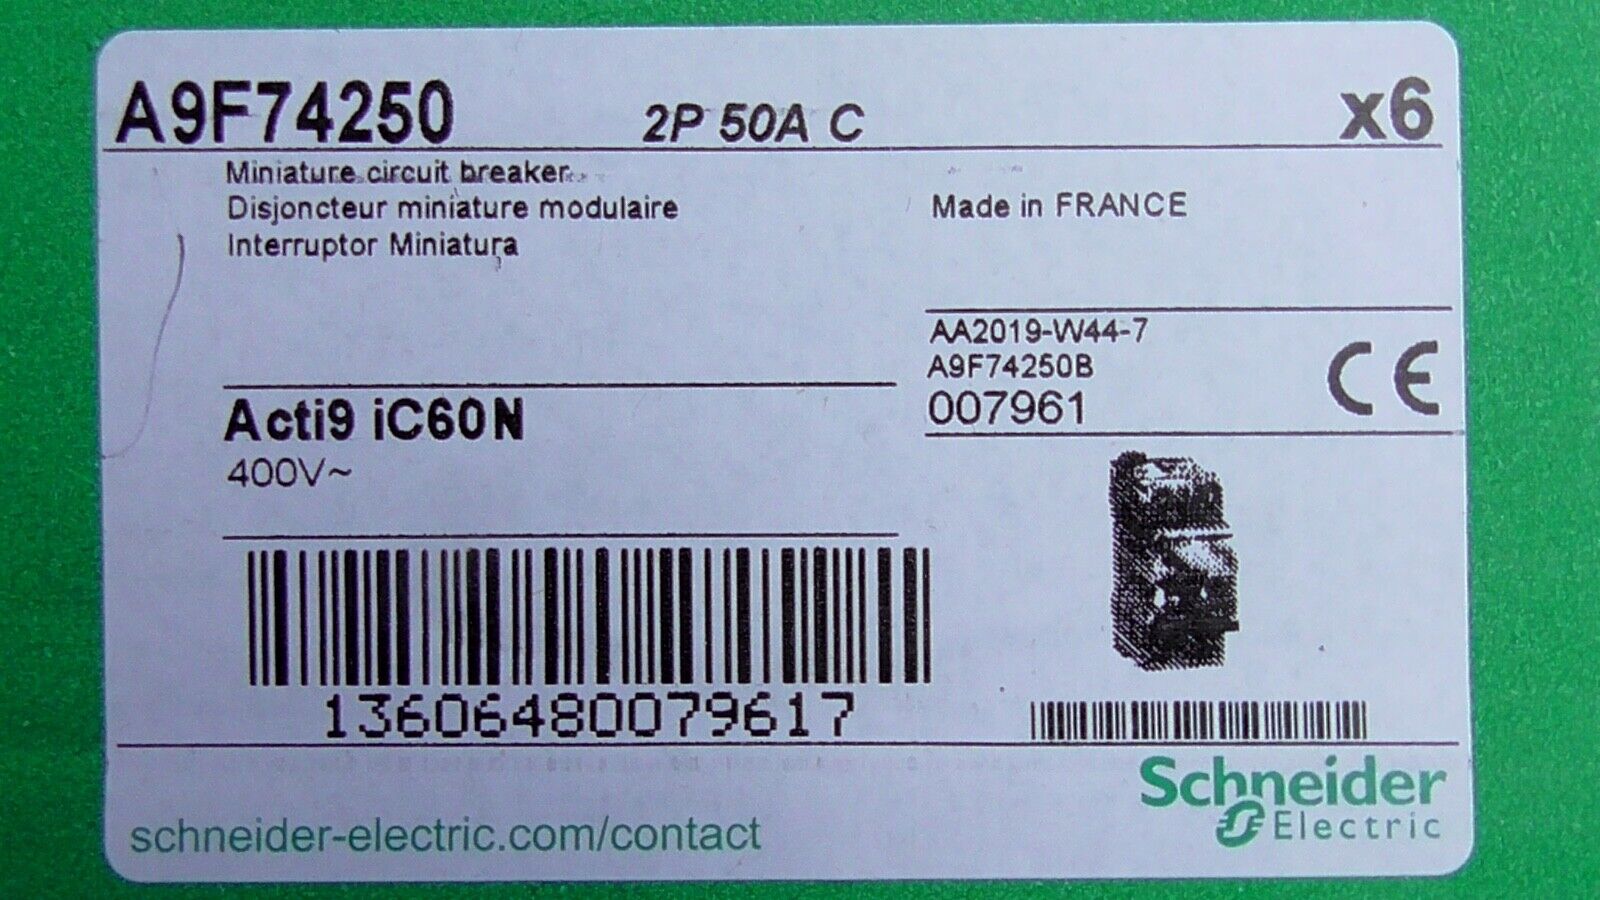 A9F74250 2P 50A C x6
Miniature circuit breaker
Disjoncteur miniature modulaire
Interruptor Miniatura
Made in FRANCE
AA2019-W44-7
A9F74250B
007961
CE
Acti9 iC60N
400V~
13606480079617
schneider-electric.com/contact
Schneider
Electric